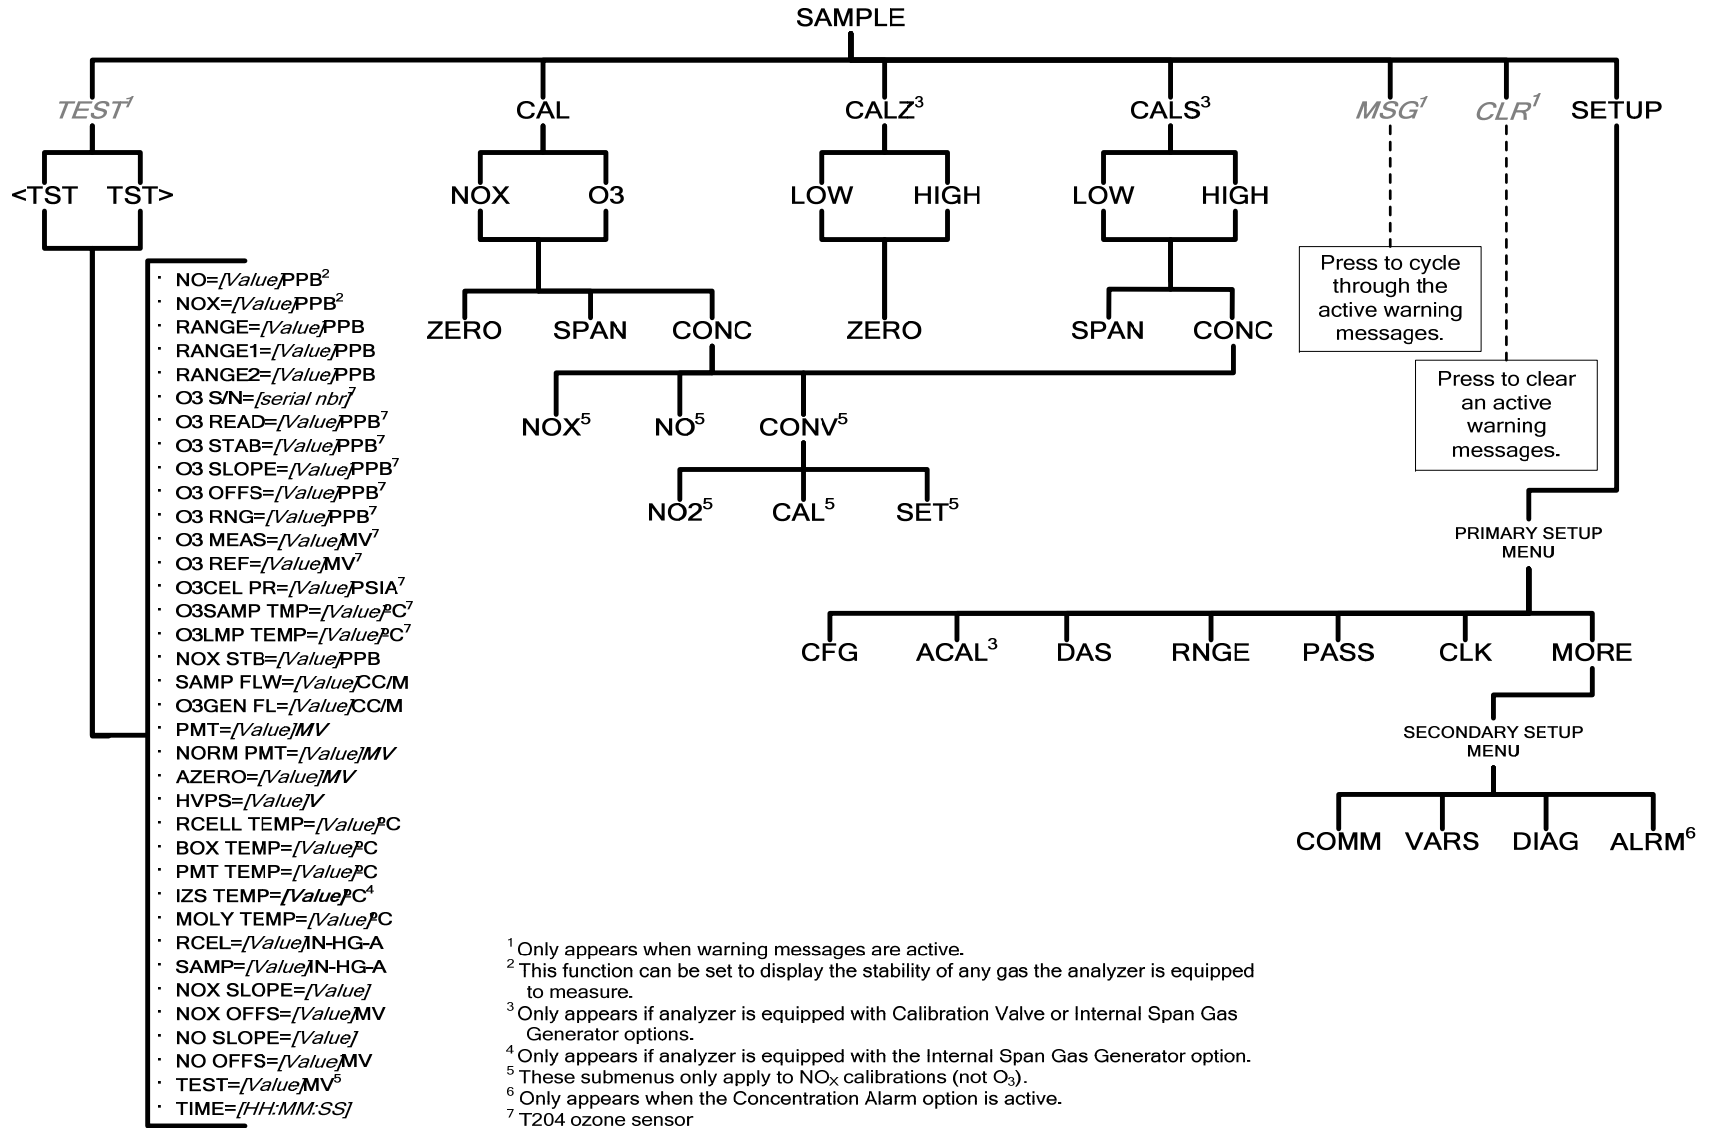 SAMPLE
TEST¹ CAL CALZ³ CALS³ MSG¹ CLR¹ SETUP
<TST TST> NOX O3 LOW HIGH LOW HIGH
Press to cycle
through the
active warning
messages.
ZERO SPAN CONC ZERO SPAN CONC
Press to clear
an active
warning
messages.
NOX⁵ NO⁵ CONV⁵
NO2⁵ CAL⁵ SET⁵
PRIMARY SETUP
MENU
CFG ACAL³ DAS RNGE PASS CLK MORE
SECONDARY SETUP
MENU
COMM VARS DIAG ALRM⁶
· NO=[Value]PPB²
· NOX=[Value]PPB²
· RANGE=[Value]PPB
· RANGE1=[Value]PPB
· RANGE2=[Value]PPB
· O3 S/N=[serial nbr]⁷
· O3 READ=[Value]PPB⁷
· O3 STAB=[Value]PPB⁷
· O3 SLOPE=[Value]PPB⁷
· O3 OFFS=[Value]PPB⁷
· O3 RNG=[Value]PPB⁷
· O3 MEAS=[Value]MV⁷
· O3 REF=[Value]MV⁷
· O3CEL PR=[Value]PSIA⁷
· O3SAMP TMP=[Value]ºC⁷
· O3LMP TEMP=[Value]ºC⁷
· NOX STB=[Value]PPB
· SAMP FLW=[Value]CC/M
· O3GEN FL=[Value]CC/M
· PMT=[Value]MV
· NORM PMT=[Value]MV
· AZERO=[Value]MV
· HVPS=[Value]V
· RCELL TEMP=[Value]ºC
· BOX TEMP=[Value]ºC
· PMT TEMP=[Value]ºC
· IZS TEMP=[Value]ºC⁴
· MOLY TEMP=[Value]ºC
· RCEL=[Value]IN-HG-A
· SAMP=[Value]IN-HG-A
· NOX SLOPE=[Value]
· NOX OFFS=[Value]MV
· NO SLOPE=[Value]
· NO OFFS=[Value]MV
· TEST=[Value]MV⁵
· TIME=[HH:MM:SS]
¹ Only appears when warning messages are active.
² This function can be set to display the stability of any gas the analyzer is equipped
to measure.
³ Only appears if analyzer is equipped with Calibration Valve or Internal Span Gas
Generator options.
⁴ Only appears if analyzer is equipped with the Internal Span Gas Generator option.
⁵ These submenus only apply to NOₓ calibrations (not O₃).
⁶ Only appears when the Concentration Alarm option is active.
⁷ T204 ozone sensor